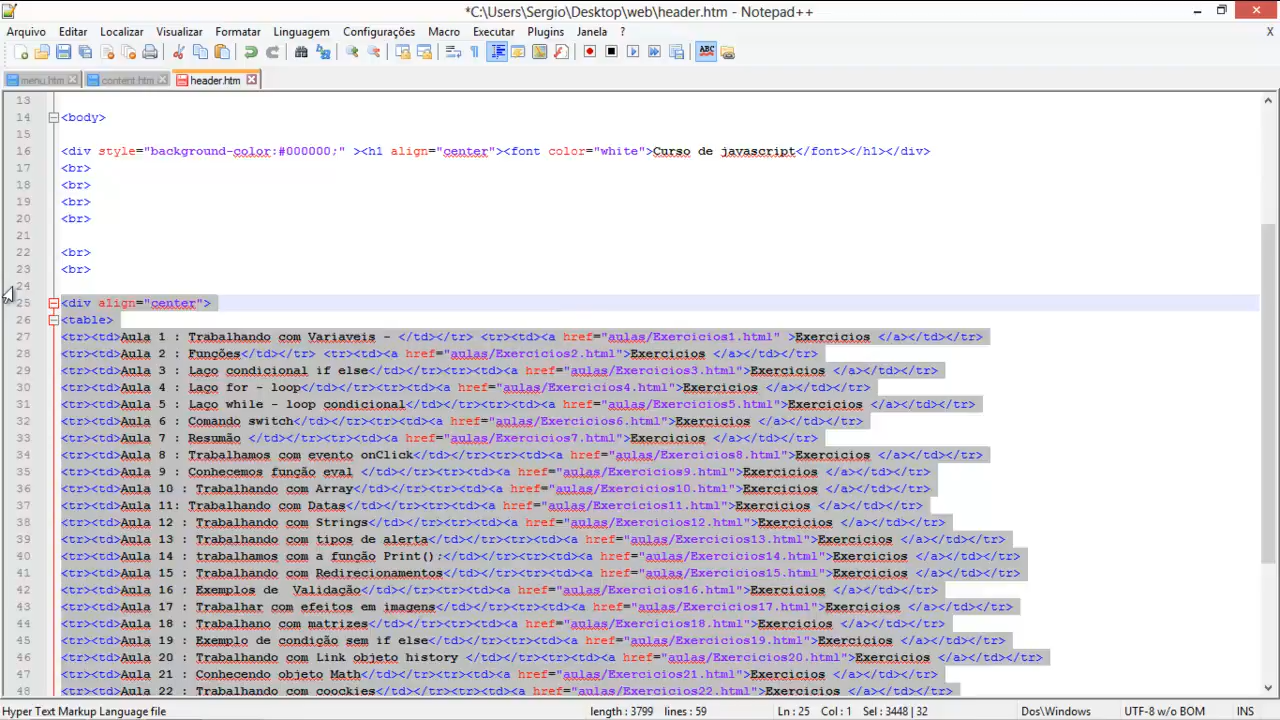 *C:\Users\Sergio\Desktop\web\header.htm - Notepad++
Arquivo Editar Localizar Visualizar Formatar Linguagem Configurações Macro Executar Plugins Janela ? X
menu.htm content.htm header.htm
13
14 <body>
15
16 <div style="background-color:#000000;" ><h1 align="center"><font color="white">Curso de javascript</font></h1></div>
17 <br>
18 <br>
19 <br>
20 <br>
21
22 <br>
23 <br>
24
25 <div align="center">
26 <table>
27 <tr><td>Aula 1 : Trabalhando com Variaveis - </td></tr> <tr><td><a href="aulas/Exercicios1.html" >Exercicios </a></td></tr>
28 <tr><td>Aula 2 : Funções</td></tr> <tr><td><a href="aulas/Exercicios2.html">Exercicios </a></td></tr>
29 <tr><td>Aula 3 : Laço condicional if else</td></tr><tr><td><a href="aulas/Exercicios3.html">Exercicios </a></td></tr>
30 <tr><td>Aula 4 : Laço for - loop</td></tr><tr><td><a href="aulas/Exercicios4.html">Exercicios </a></td></tr>
31 <tr><td>Aula 5 : Laço while - loop condicional</td></tr><tr><td><a href="aulas/Exercicios5.html">Exercicios </a></td></tr>
32 <tr><td>Aula 6 : Comando switch</td></tr><tr><td><a href="aulas/Exercicios6.html">Exercicios </a></td></tr>
33 <tr><td>Aula 7 : Resumão </td></tr><tr><td><a href="aulas/Exercicios7.html">Exercicios </a></td></tr>
34 <tr><td>Aula 8 : Trabalhamos com evento onClick</td></tr><tr><td><a href="aulas/Exercicios8.html">Exercicios </a></td></tr>
35 <tr><td>Aula 9 : Conhecemos função eval </td></tr><tr><td><a href="aulas/Exercicios9.html">Exercicios </a></td></tr>
36 <tr><td>Aula 10 : Trabalhando com Array</td></tr><tr><td><a href="aulas/Exercicios10.html">Exercicios </a></td></tr>
37 <tr><td>Aula 11: Trabalhando com Datas</td></tr><tr><td><a href="aulas/Exercicios11.html">Exercicios </a></td></tr>
38 <tr><td>Aula 12 : Trabalhando com Strings</td></tr><tr><td><a href="aulas/Exercicios12.html">Exercicios </a></td></tr>
39 <tr><td>Aula 13 : Trabalhando com tipos de alerta</td></tr><tr><td><a href="aulas/Exercicios13.html">Exercicios </a></td></tr>
40 <tr><td>Aula 14 : trabalhamos com a função Print();</td></tr><tr><td><a href="aulas/Exercicios14.html">Exercicios </a></td></tr>
41 <tr><td>Aula 15 : Trabalhando com Redirecionamentos</td></tr><tr><td><a href="aulas/Exercicios15.html">Exercicios </a></td></tr>
42 <tr><td>Aula 16 : Exemplos de  Validação</td></tr><tr><td><a href="aulas/Exercicios16.html">Exercicios </a></td></tr>
43 <tr><td>Aula 17 : Trabalhar com efeitos em imagens</td></tr><tr><td><a href="aulas/Exercicios17.html">Exercicios </a></td></tr>
44 <tr><td>Aula 18 : Trabalhano com matrizes</td></tr><tr><td><a href="aulas/Exercicios18.html">Exercicios </a></td></tr>
45 <tr><td>Aula 19 : Exemplo de condição sem if else</td></tr><tr><td><a href="aulas/Exercicios19.html">Exercicios </a></td></tr>
46 <tr><td>Aula 20 : Trabalhando com Link objeto history </td></tr><tr><td><a href="aulas/Exercicios20.html">Exercicios </a></td></tr>
47 <tr><td>Aula 21 : Conhecendo objeto Math</td></tr><tr><td><a href="aulas/Exercicios21.html">Exercicios </a></td></tr>
48 <tr><td>Aula 22 : Trabalhando com coockies</td></tr><tr><td><a href="aulas/Exercicios22.html">Exercicios </a></td></tr>
Hyper Text Markup Language file length : 3799 lines : 59 Ln : 25 Col : 1 Sel : 3448 | 32 Dos\Windows UTF-8 w/o BOM INS